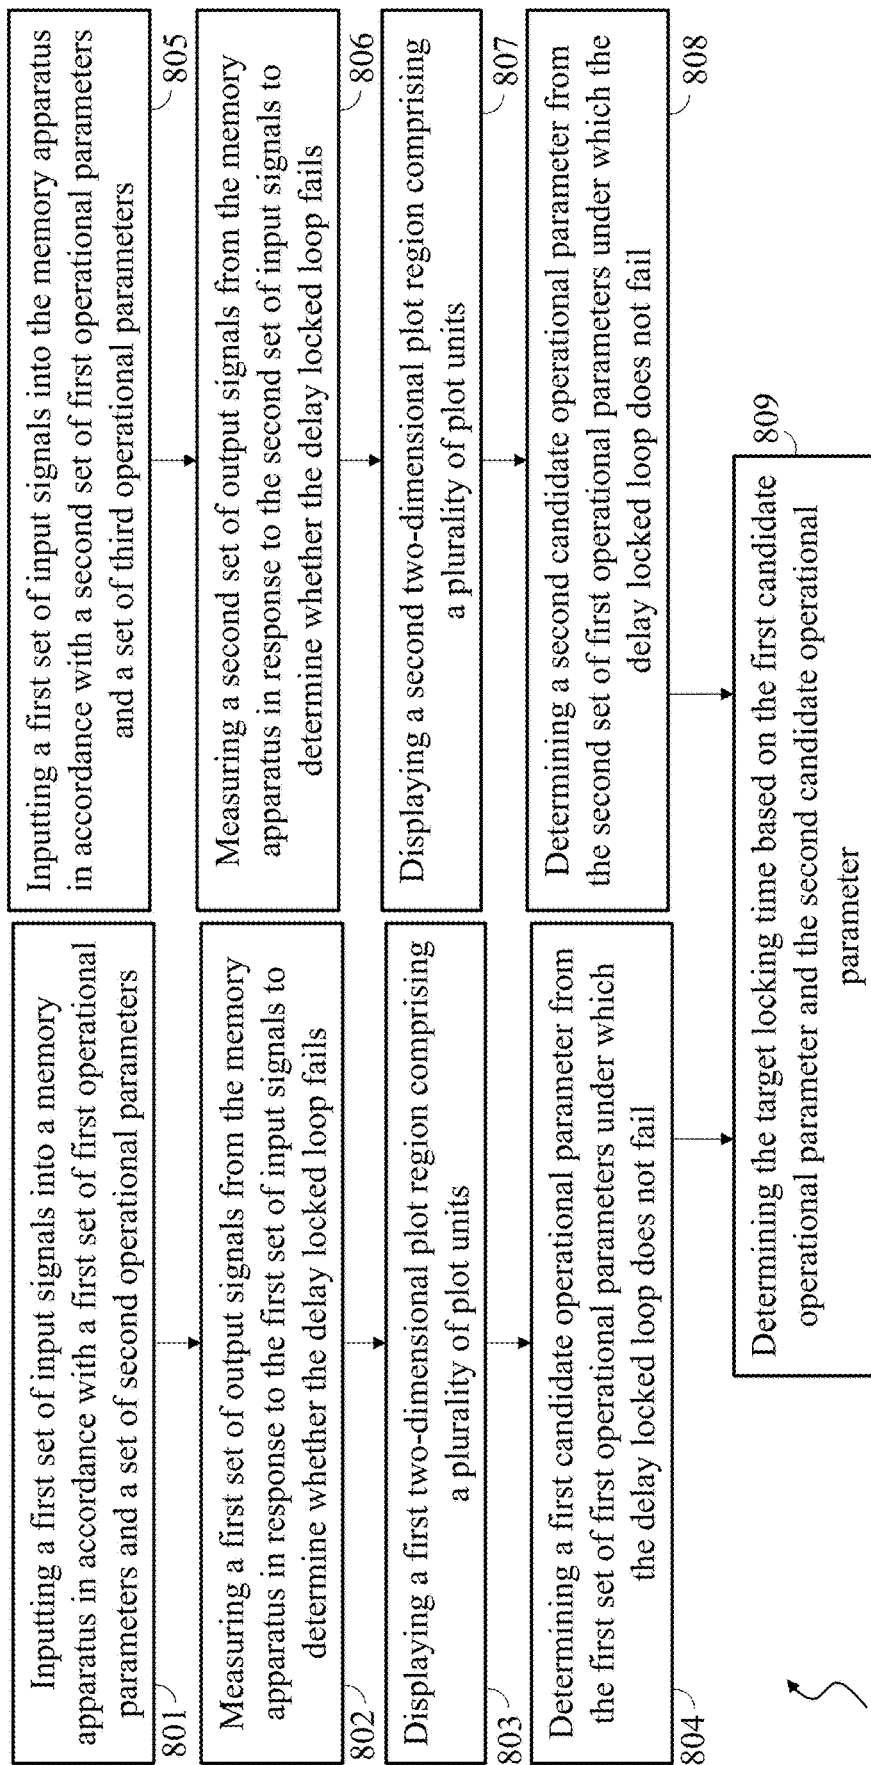 Inputting a first set of input signals into a memory
apparatus in accordance with a first set of first operational
parameters and a set of second operational parameters
801
Measuring a first set of output signals from the memory
apparatus in response to the first set of input signals to
determine whether the delay locked loop fails
802
Displaying a first two-dimensional plot region comprising
a plurality of plot units
803
Determining a first candidate operational parameter from
the first set of first operational parameters under which
the delay locked loop does not fail
804
Inputting a first set of input signals into the memory apparatus
in accordance with a second set of first operational parameters
and a set of third operational parameters
805
Measuring a second set of output signals from the memory
apparatus in response to the second set of input signals to
determine whether the delay locked loop fails
806
Displaying a second two-dimensional plot region comprising
a plurality of plot units
807
Determining a second candidate operational parameter from
the second set of first operational parameters under which the
delay locked loop does not fail
808
809
Determining the target locking time based on the first candidate
operational parameter and the second candidate operational
parameter